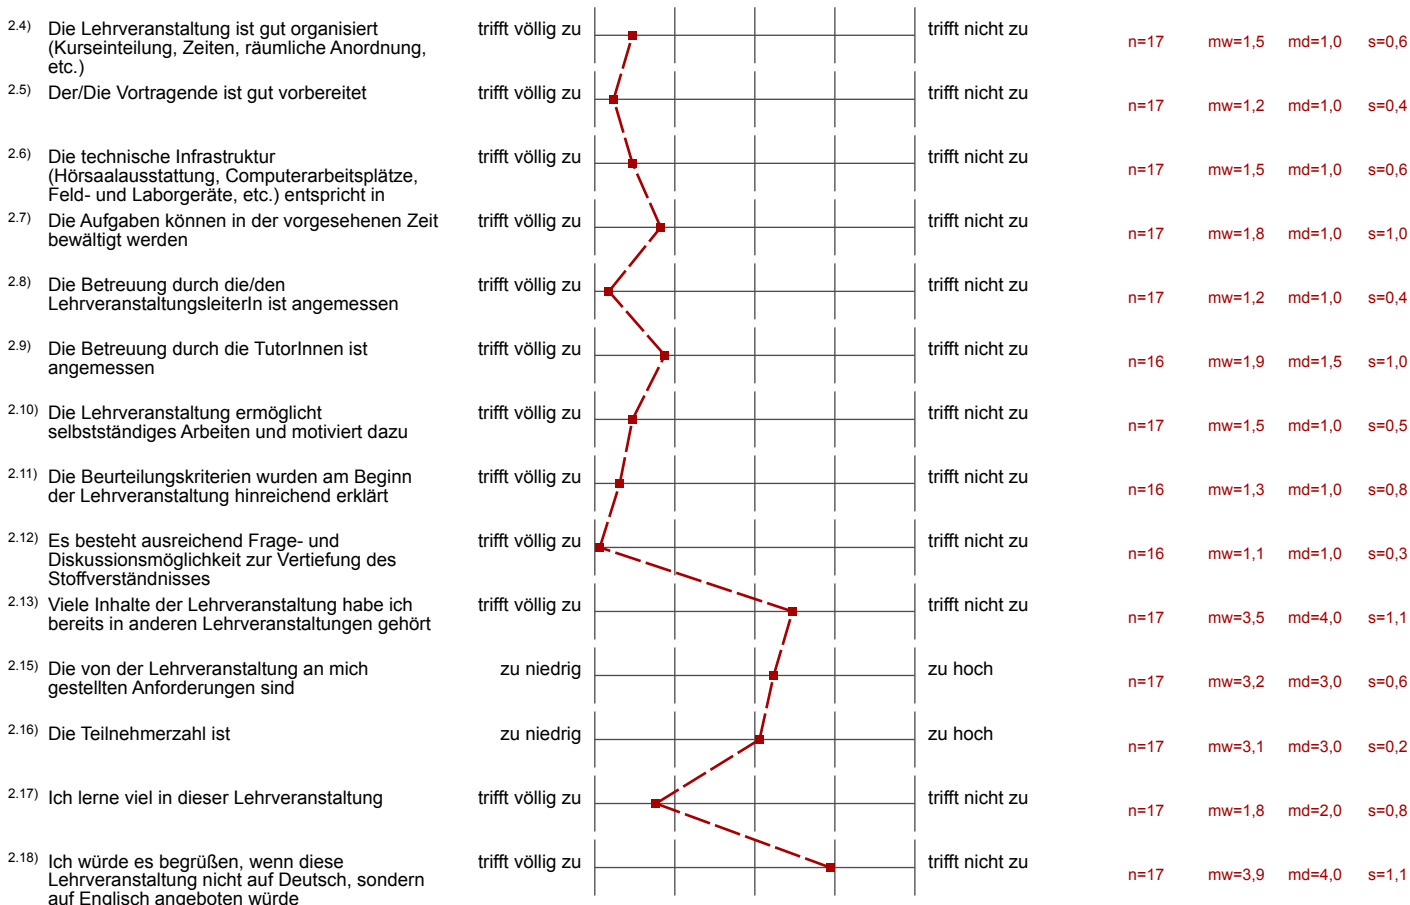 2.4) Die Lehrveranstaltung ist gut organisiert
(Kurseinteilung, Zeiten, räumliche Anordnung,
etc.)
trifft völlig zu
trifft nicht zu
n=17 mw=1,5 md=1,0 s=0,6
2.5) Der/Die Vortragende ist gut vorbereitet
trifft völlig zu
trifft nicht zu
n=17 mw=1,2 md=1,0 s=0,4
2.6) Die technische Infrastruktur
(Hörsaalausstattung, Computerarbeitsplätze,
Feld- und Laborgeräte, etc.) entspricht in
trifft völlig zu
trifft nicht zu
n=17 mw=1,5 md=1,0 s=0,6
2.7) Die Aufgaben können in der vorgesehenen Zeit
bewältigt werden
trifft völlig zu
trifft nicht zu
n=17 mw=1,8 md=1,0 s=1,0
2.8) Die Betreuung durch die/den
LehrveranstaltungsleiterIn ist angemessen
trifft völlig zu
trifft nicht zu
n=17 mw=1,2 md=1,0 s=0,4
2.9) Die Betreuung durch die TutorInnen ist
angemessen
trifft völlig zu
trifft nicht zu
n=16 mw=1,9 md=1,5 s=1,0
2.10) Die Lehrveranstaltung ermöglicht
selbstständiges Arbeiten und motiviert dazu
trifft völlig zu
trifft nicht zu
n=17 mw=1,5 md=1,0 s=0,5
2.11) Die Beurteilungskriterien wurden am Beginn
der Lehrveranstaltung hinreichend erklärt
trifft völlig zu
trifft nicht zu
n=16 mw=1,3 md=1,0 s=0,8
2.12) Es besteht ausreichend Frage- und
Diskussionsmöglichkeit zur Vertiefung des
Stoffverständnisses
trifft völlig zu
trifft nicht zu
n=16 mw=1,1 md=1,0 s=0,3
2.13) Viele Inhalte der Lehrveranstaltung habe ich
bereits in anderen Lehrveranstaltungen gehört
trifft völlig zu
trifft nicht zu
n=17 mw=3,5 md=4,0 s=1,1
2.15) Die von der Lehrveranstaltung an mich
gestellten Anforderungen sind
zu niedrig
zu hoch
n=17 mw=3,2 md=3,0 s=0,6
2.16) Die Teilnehmerzahl ist
zu niedrig
zu hoch
n=17 mw=3,1 md=3,0 s=0,2
2.17) Ich lerne viel in dieser Lehrveranstaltung
trifft völlig zu
trifft nicht zu
n=17 mw=1,8 md=2,0 s=0,8
2.18) Ich würde es begrüßen, wenn diese
Lehrveranstaltung nicht auf Deutsch, sondern
auf Englisch angeboten würde
trifft völlig zu
trifft nicht zu
n=17 mw=3,9 md=4,0 s=1,1